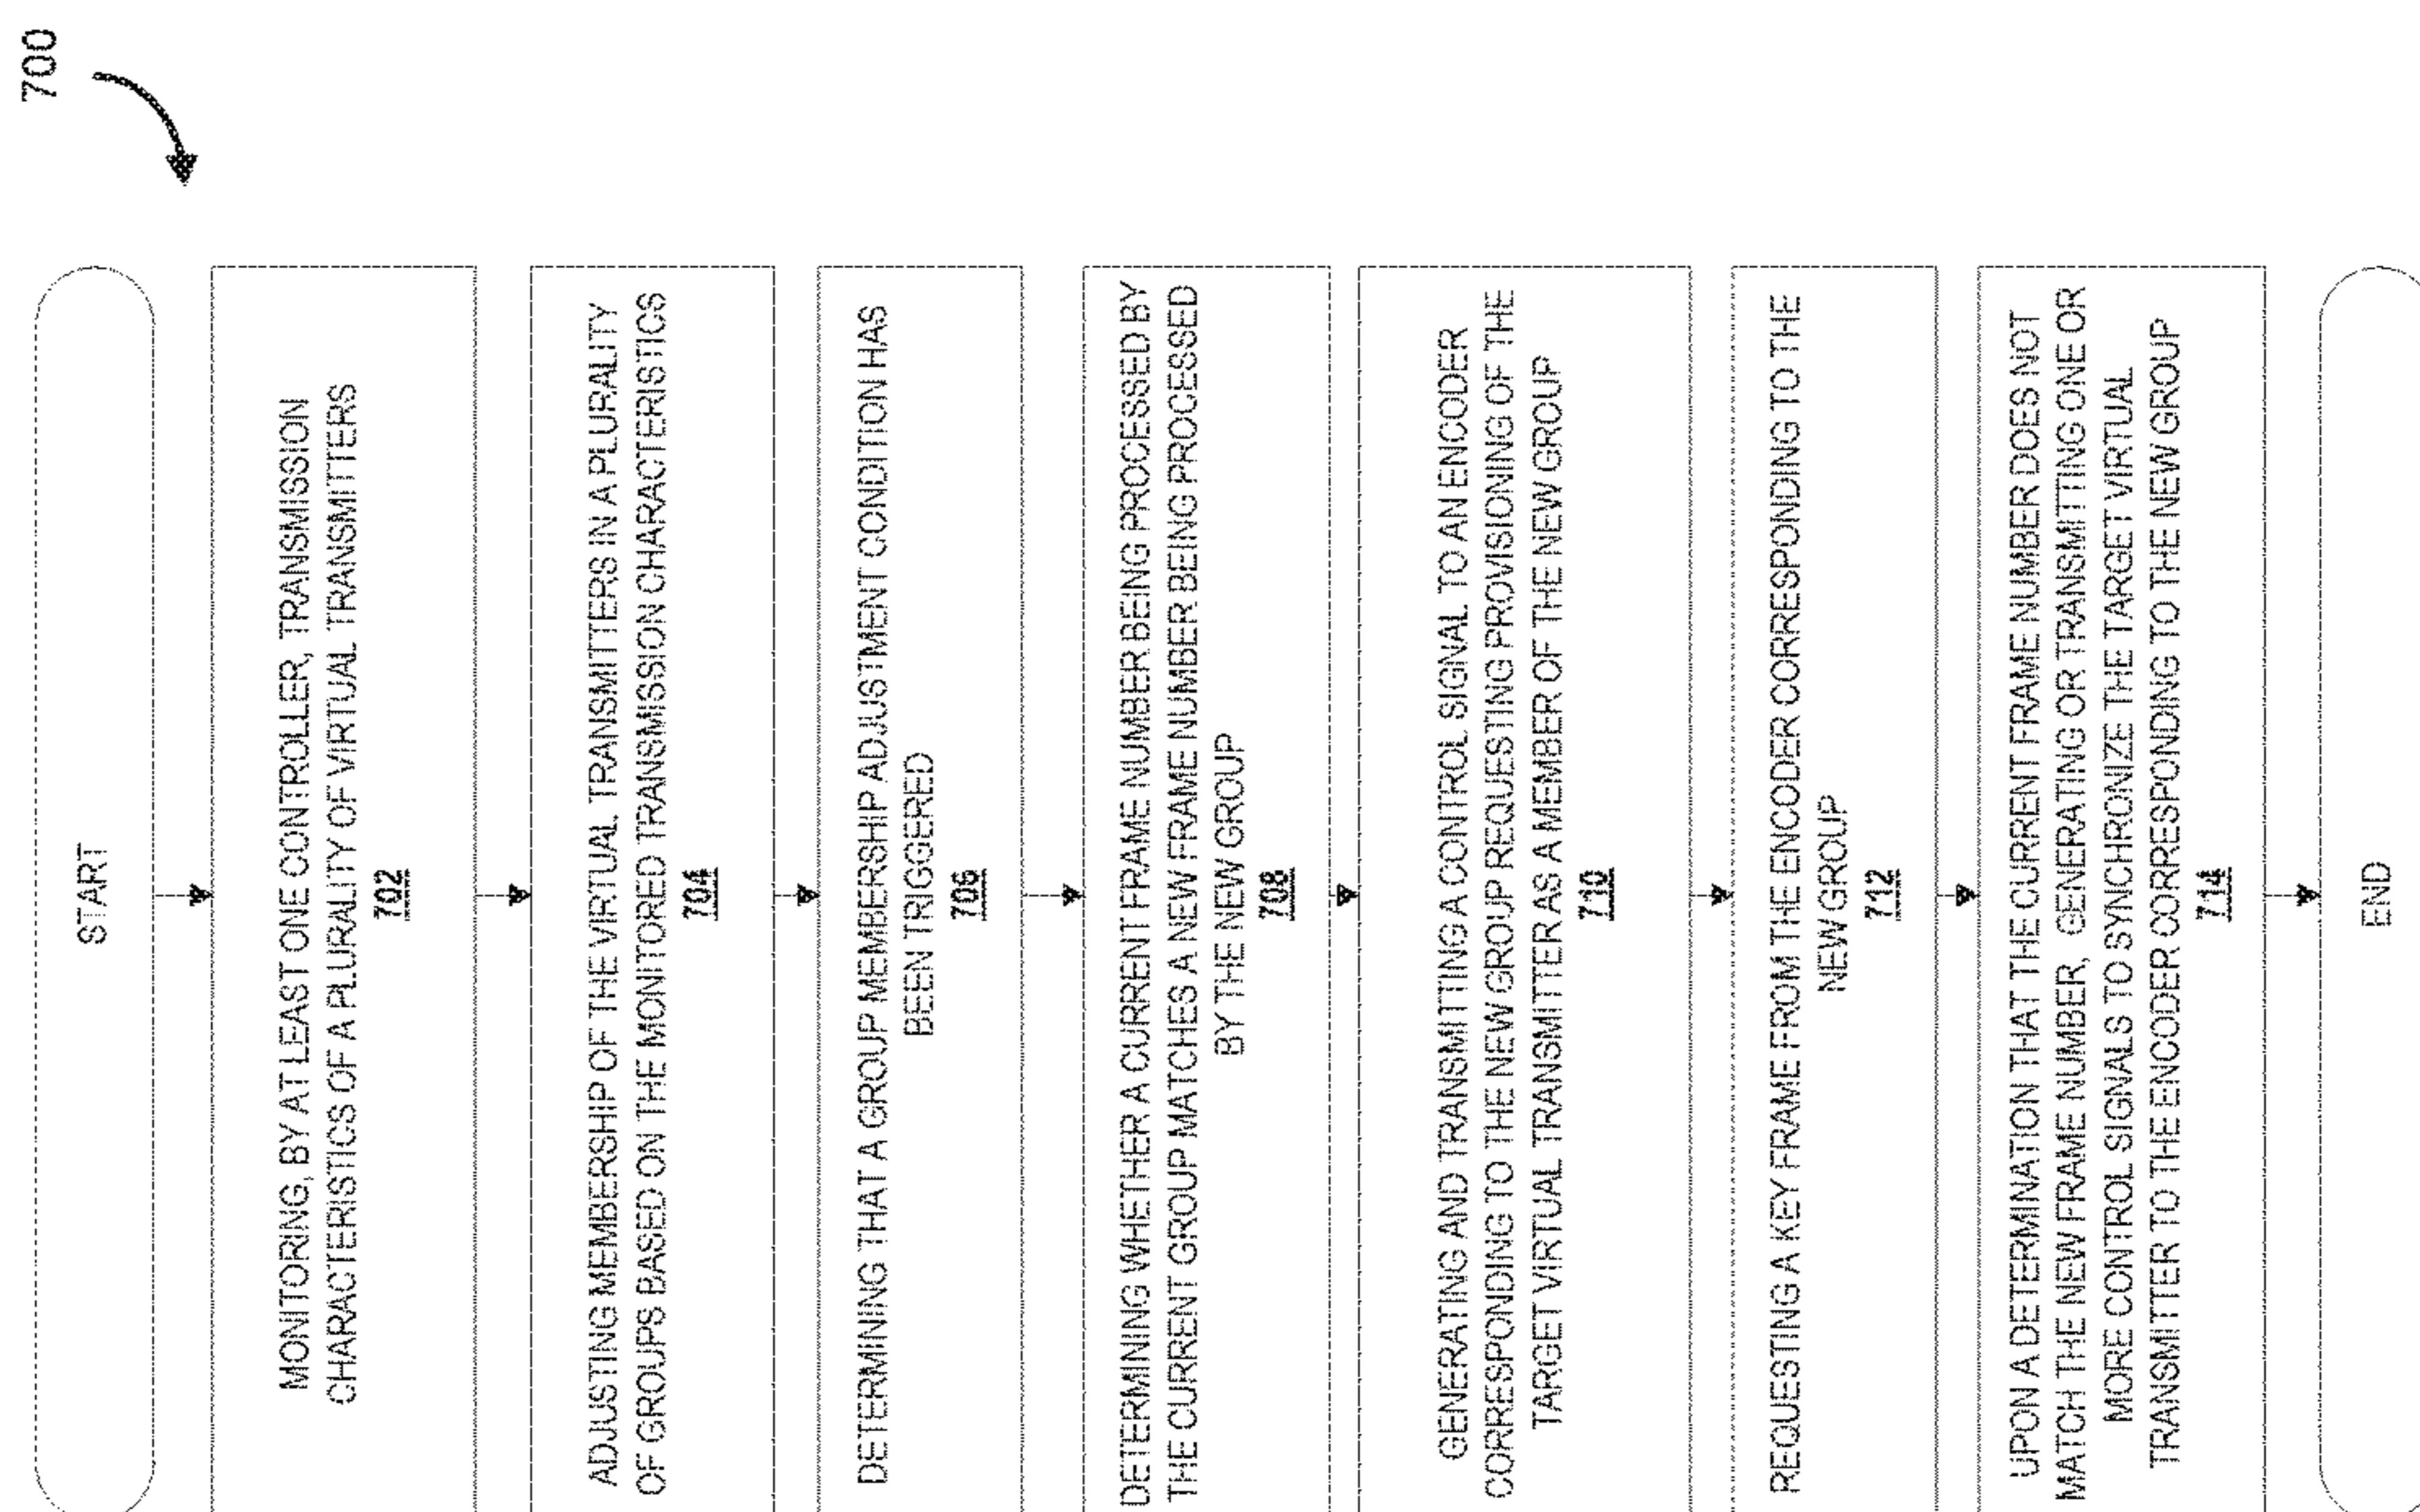 700
START
MONITORING, BY AT LEAST ONE CONTROLLER, TRANSMISSION
CHARACTERISTICS OF A PLURALITY OF VIRTUAL TRANSMITTERS
702
ADJUSTING MEMBERSHIP OF THE VIRTUAL TRANSMITTERS IN A PLURALITY
OF GROUPS BASED ON THE MONITORED TRANSMISSION CHARACTERISTICS
704
DETERMINING THAT A GROUP MEMBERSHIP ADJUSTMENT CONDITION HAS
BEEN TRIGGERED
706
DETERMINING WHETHER A CURRENT FRAME NUMBER BEING PROCESSED BY
THE CURRENT GROUP MATCHES A NEW FRAME NUMBER BEING PROCESSED
BY THE NEW GROUP
708
GENERATING AND TRANSMITTING A CONTROL SIGNAL TO AN ENCODER
CORRESPONDING TO THE NEW GROUP REQUESTING PROVISIONING OF THE
TARGET VIRTUAL TRANSMITTER AS A MEMBER OF THE NEW GROUP
710
REQUESTING A KEY FRAME FROM THE ENCODER CORRESPONDING TO THE
NEW GROUP
712
UPON A DETERMINATION THAT THE CURRENT FRAME NUMBER DOES NOT
MATCH THE NEW FRAME NUMBER, GENERATING OR TRANSMITTING ONE OR
MORE CONTROL SIGNALS TO SYNCHRONIZE THE TARGET VIRTUAL
TRANSMITTER TO THE ENCODER CORRESPONDING TO THE NEW GROUP
714
END